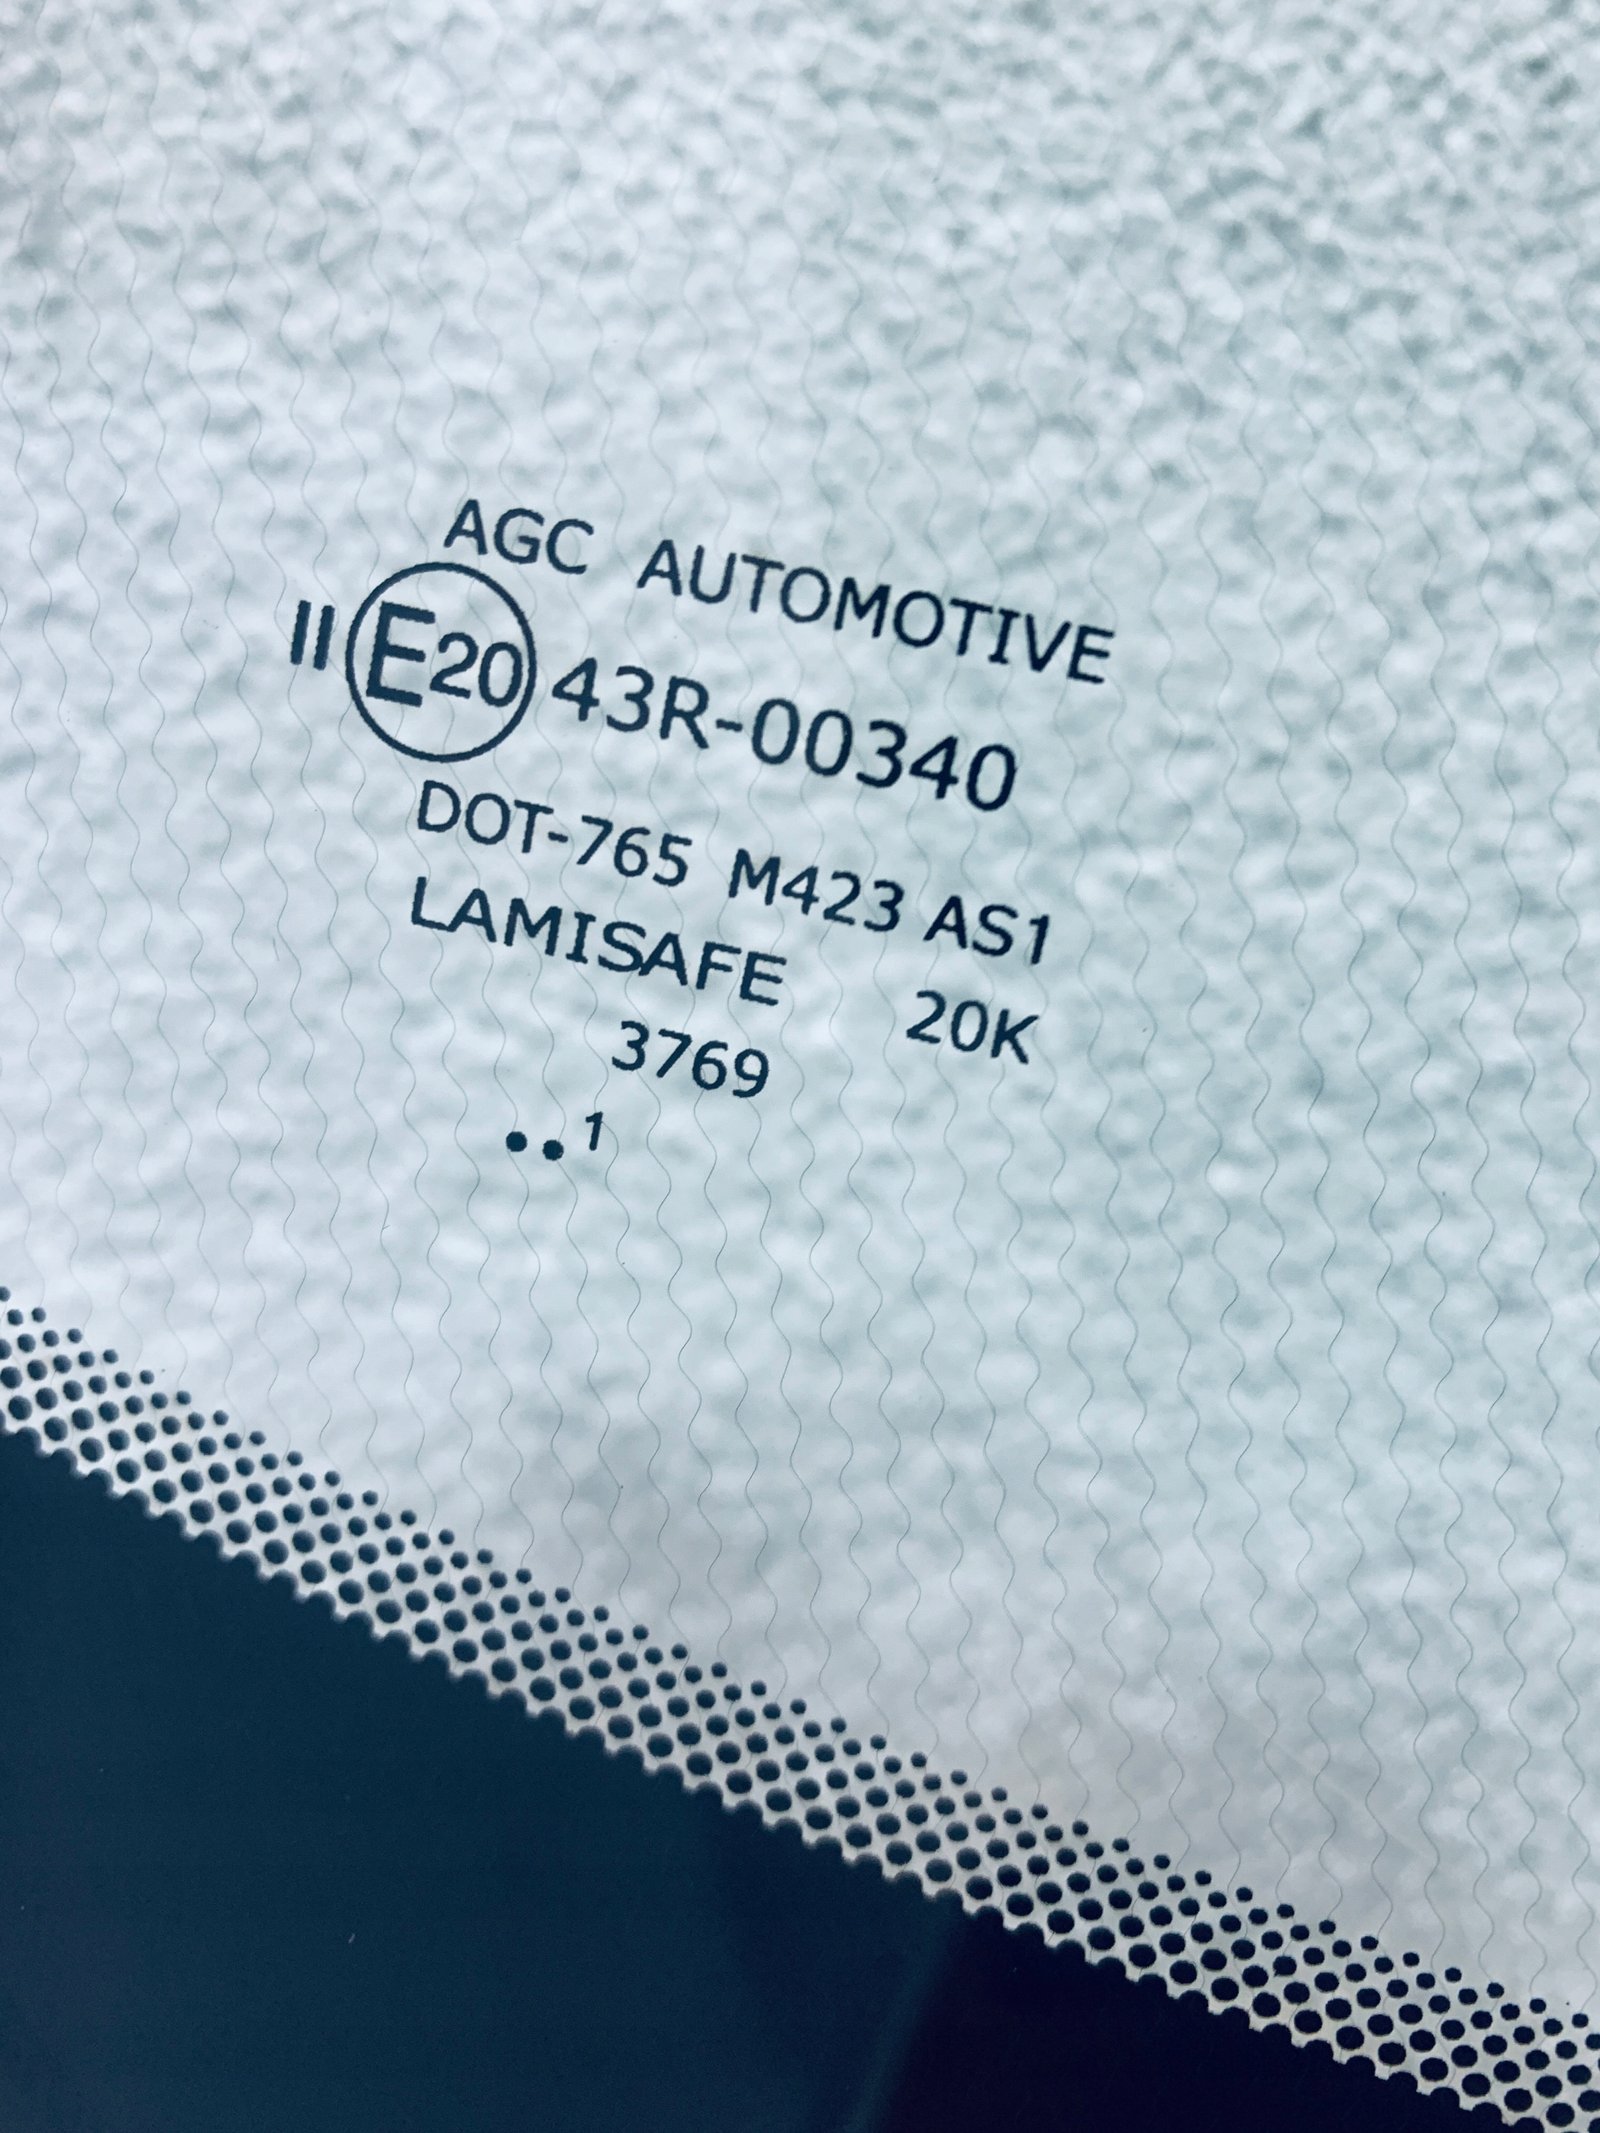 AGC AUTOMOTIVE
II E20 43R-00340
DOT-765 M423 AS1
LAMISAFE 20K
3769
..1